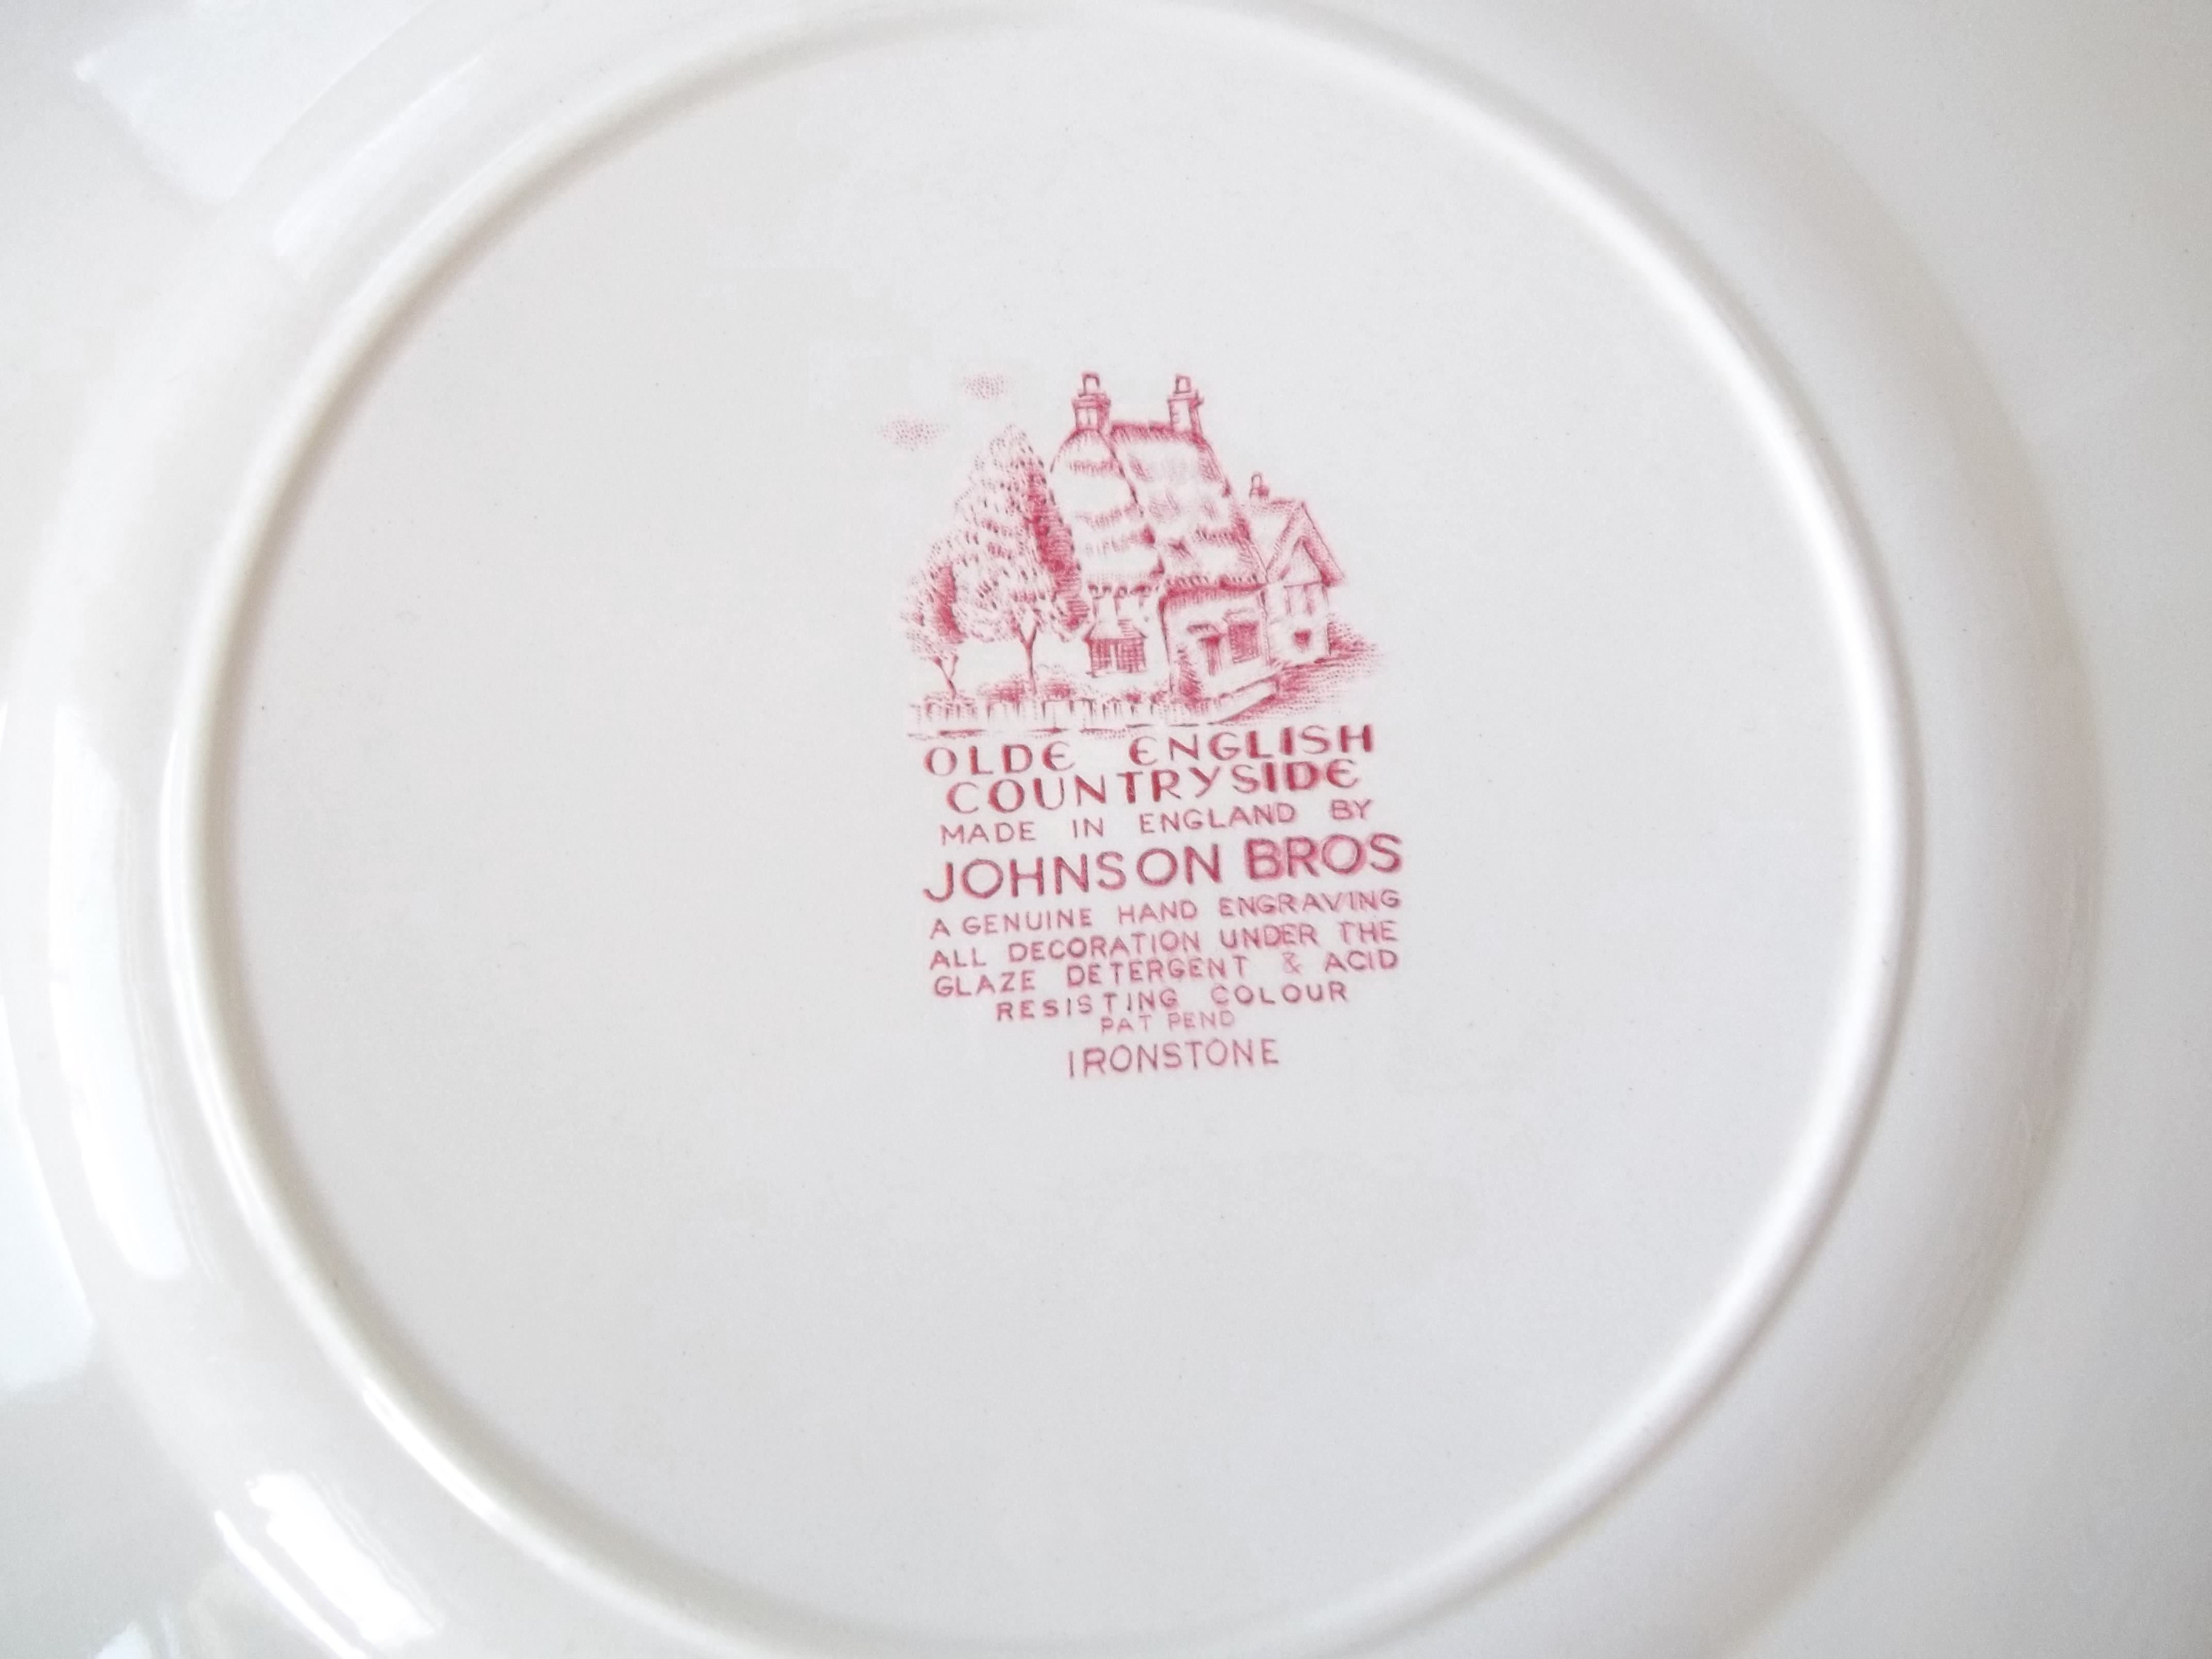 OLDE ENGLISH
COUNTRYSIDE
MADE IN ENGLAND BY
JOHNSON BROS
A GENUINE HAND ENGRAVING
ALL DECORATION UNDER THE
GLAZE DETERGENT & ACID
RESISTING COLOUR
PAT PEND
IRONSTONE